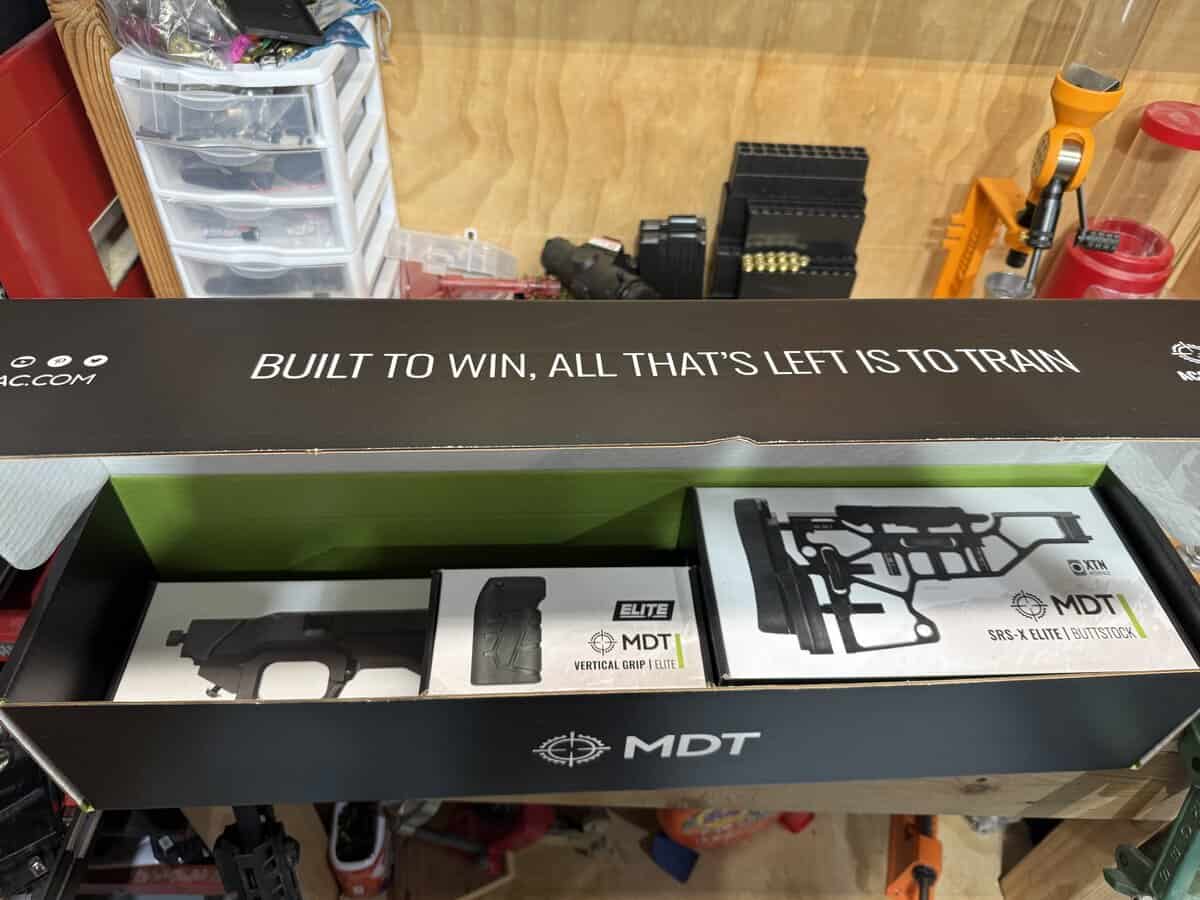 AC.COM
BUILT TO WIN, ALL THAT'S LEFT IS TO TRAIN
ELITE
MDT
VERTICAL GRIP | ELITE
XTN
MDT
SRS-X ELITE | BUTTSTOCK
MDT